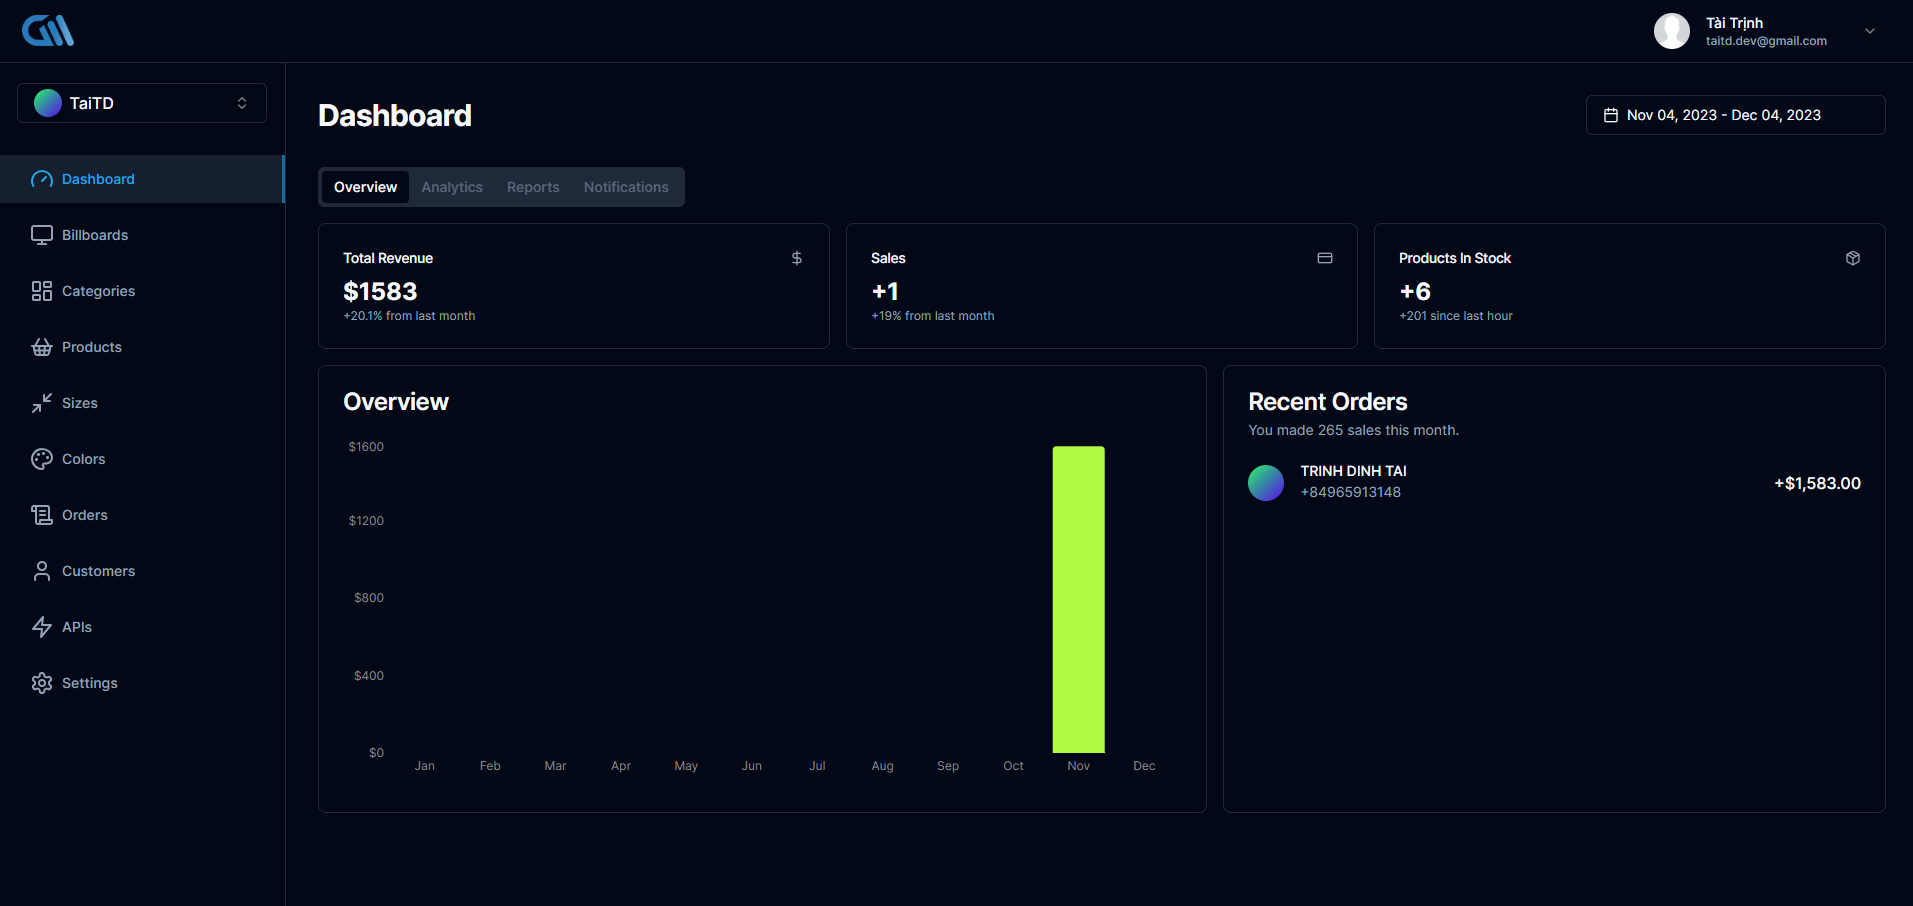 Tài Trịnh
taitd.dev@gmail.com
TaiTD
Dashboard
Billboards
Categories
Products
Sizes
Colors
Orders
Customers
APIs
Settings
Dashboard
Nov 04, 2023 - Dec 04, 2023
Overview Analytics Reports Notifications
Total Revenue
$1583
+20.1% from last month
Sales
+1
+19% from last month
Products In Stock
+6
+201 since last hour
Overview
$1600
$1200
$800
$400
$0
Jan Feb Mar Apr May Jun Jul Aug Sep Oct Nov Dec
Recent Orders
You made 265 sales this month.
TRINH DINH TAI
+84965913148
+$1,583.00